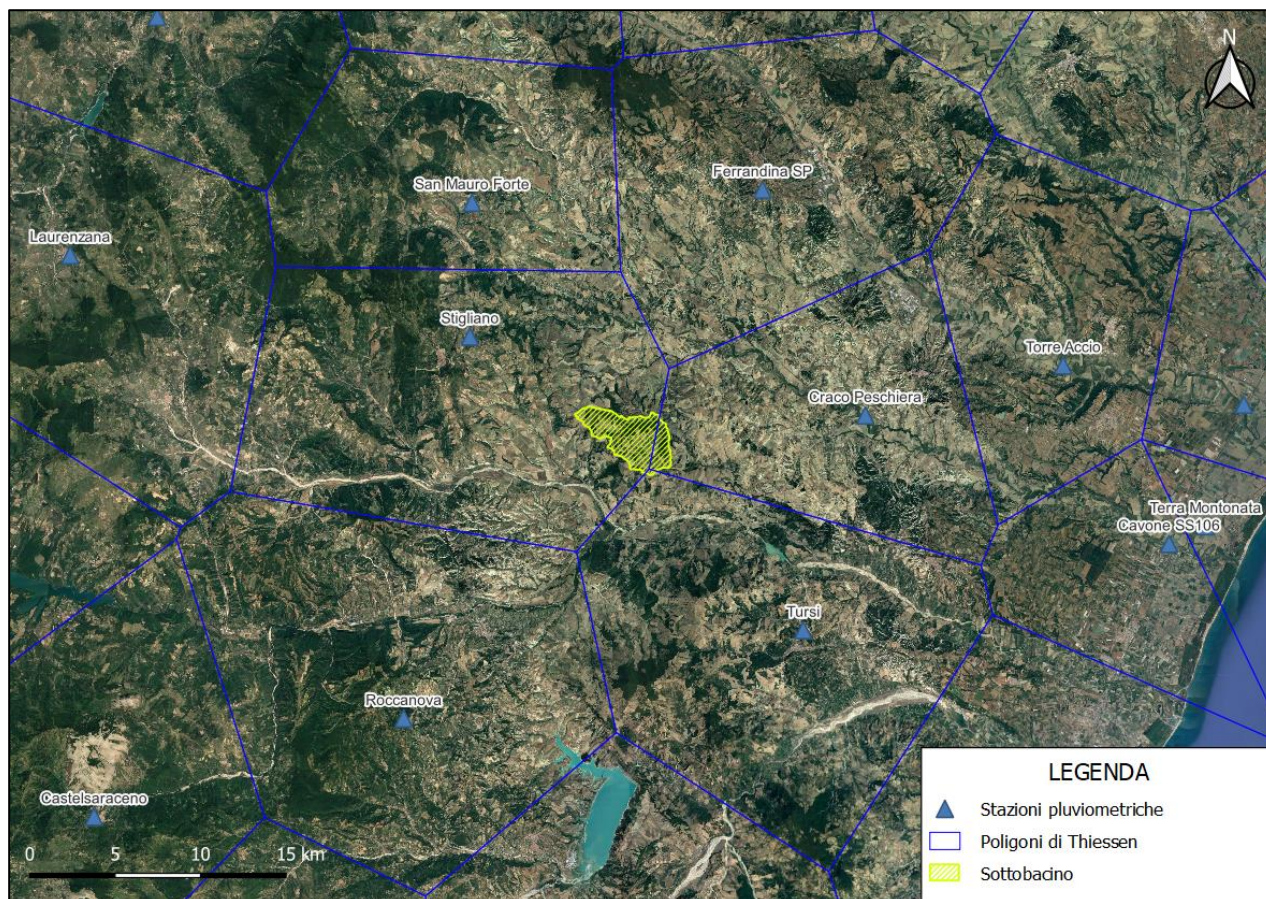 N
Ferrandina SP
San Mauro Forte
Laurenzana
Stigliano
Torre Accio
Craco Peschiera
Terra Montonata
Cavone SS106
Tursi
Roccanova
Castelsaraceno
0 5 10 15 km
LEGENDA
Stazioni pluviometriche
Poligoni di Thiessen
Sottobacino